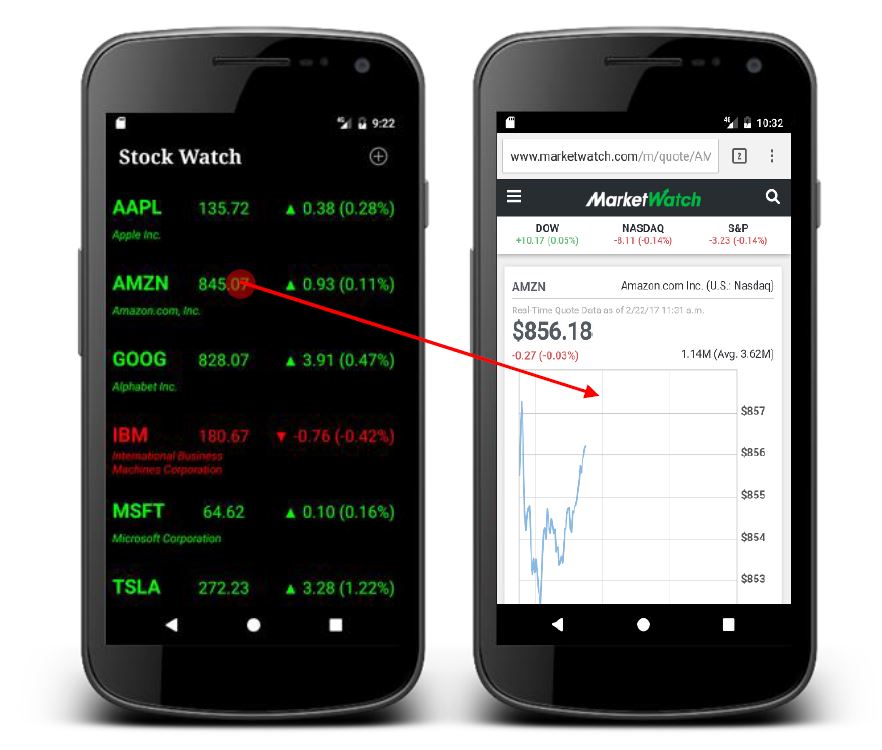 4G 9:22
Stock Watch
AAPL 135.72 ▲ 0.38 (0.28%)
Apple Inc.
AMZN 845.07 ▲ 0.93 (0.11%)
Amazon.com, Inc.
GOOG 828.07 ▲ 3.91 (0.47%)
Alphabet Inc.
IBM 180.67 ▼ -0.76 (-0.42%)
International Business
Machines Corporation
MSFT 64.62 ▲ 0.10 (0.16%)
Microsoft Corporation
TSLA 272.23 ▲ 3.28 (1.22%)
4G 10:32
www.marketwatch.com/m/quote/AM
2
MarketWatch
DOW NASDAQ S&P
+10.17 (0.05%) -8.11 (-0.14%) -3.23 (-0.14%)
AMZN Amazon.com Inc. (U.S.: Nasdaq)
Real-Time Quote Data as of 2/22/17 11:31 a.m.
$856.18
-0.27 (-0.03%) 1.14M (Avg. 3.62M)
$857
$856
$855
$854
$853